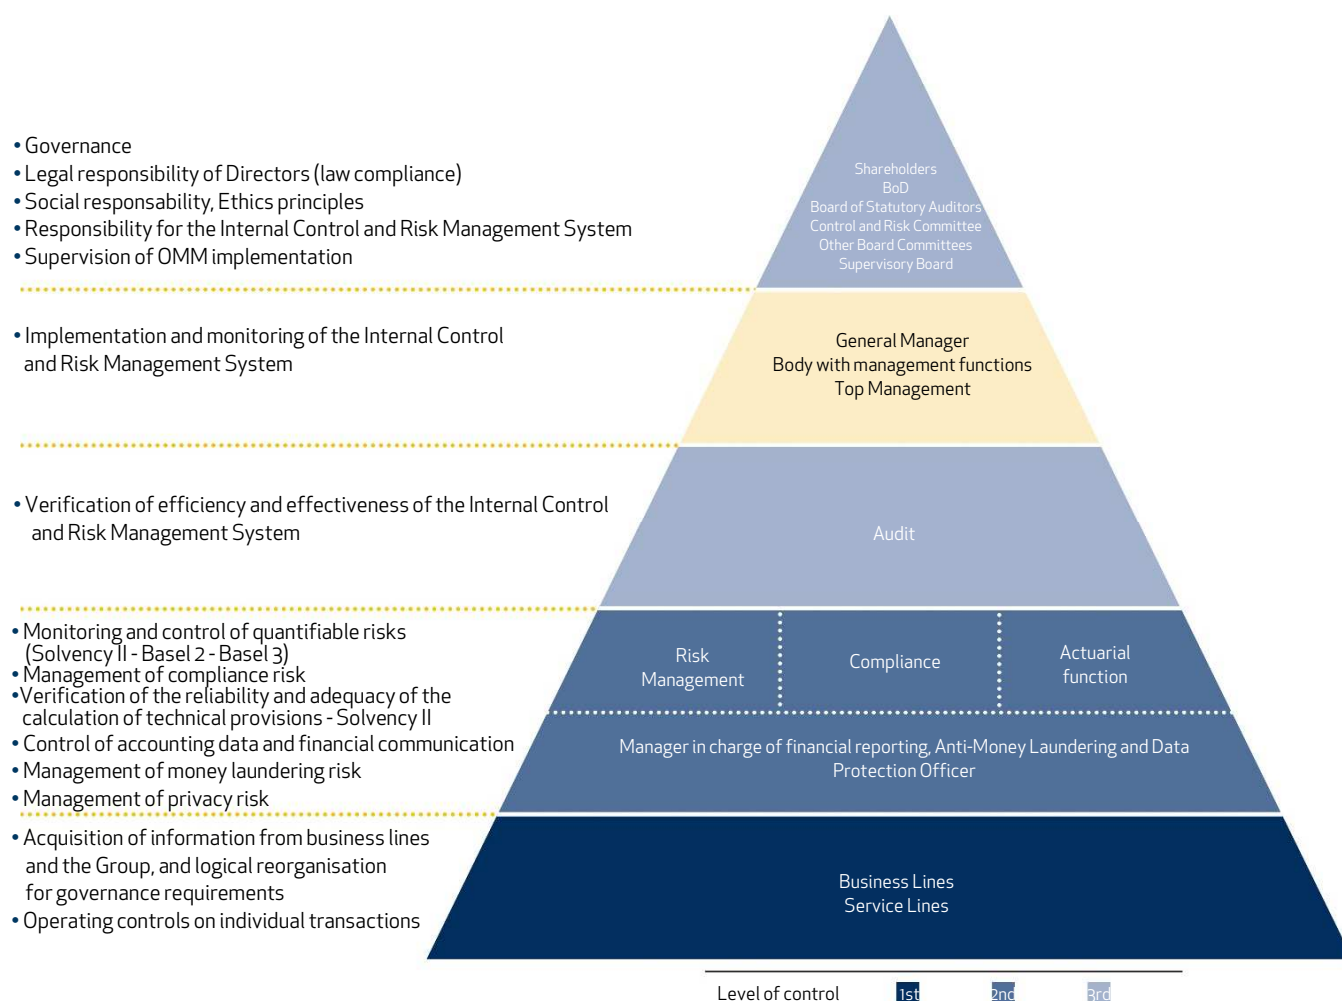 • Governance
• Legal responsibility of Directors (law compliance)
• Social responsability, Ethics principles
• Responsibility for the Internal Control and Risk Management System
• Supervision of OMM implementation
Shareholders
BoD
Board of Statutory Auditors
Control and Risk Committee
Other Board Committees
Supervisory Board
• Implementation and monitoring of the Internal Control
and Risk Management System
General Manager
Body with management functions
Top Management
• Verification of efficiency and effectiveness of the Internal Control
and Risk Management System
Audit
• Monitoring and control of quantifiable risks
(Solvency II - Basel 2 - Basel 3)
• Management of compliance risk
• Verification of the reliability and adequacy of the
calculation of technical provisions - Solvency II
• Control of accounting data and financial communication
• Management of money laundering risk
• Management of privacy risk
Risk
Management
Compliance
Actuarial
function
Manager in charge of financial reporting, Anti-Money Laundering and Data
Protection Officer
• Acquisition of information from business lines
and the Group, and logical reorganisation
for governance requirements
• Operating controls on individual transactions
Business Lines
Service Lines
Level of control 1st 2nd 3rd